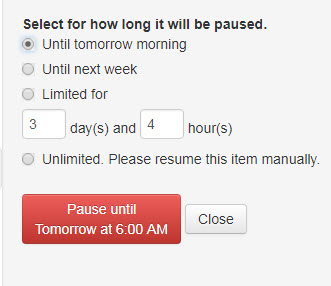 Select for how long it will be paused.
Until tomorrow morning
Until next week
Limited for
3 day(s) and 4 hour(s)
Unlimited. Please resume this item manually.
Pause until
Tomorrow at 6:00 AM
Close